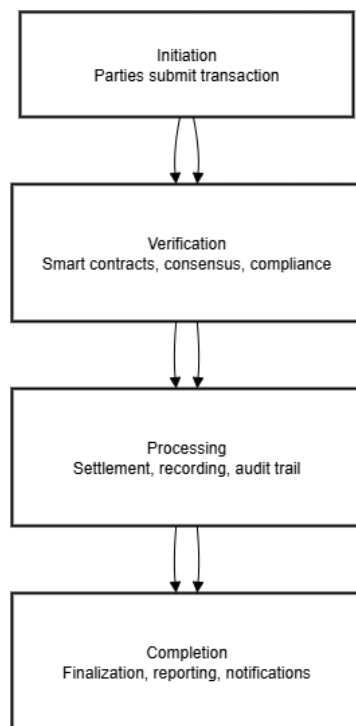 Initiation
Parties submit transaction
Verification
Smart contracts, consensus, compliance
Processing
Settlement, recording, audit trail
Completion
Finalization, reporting, notifications